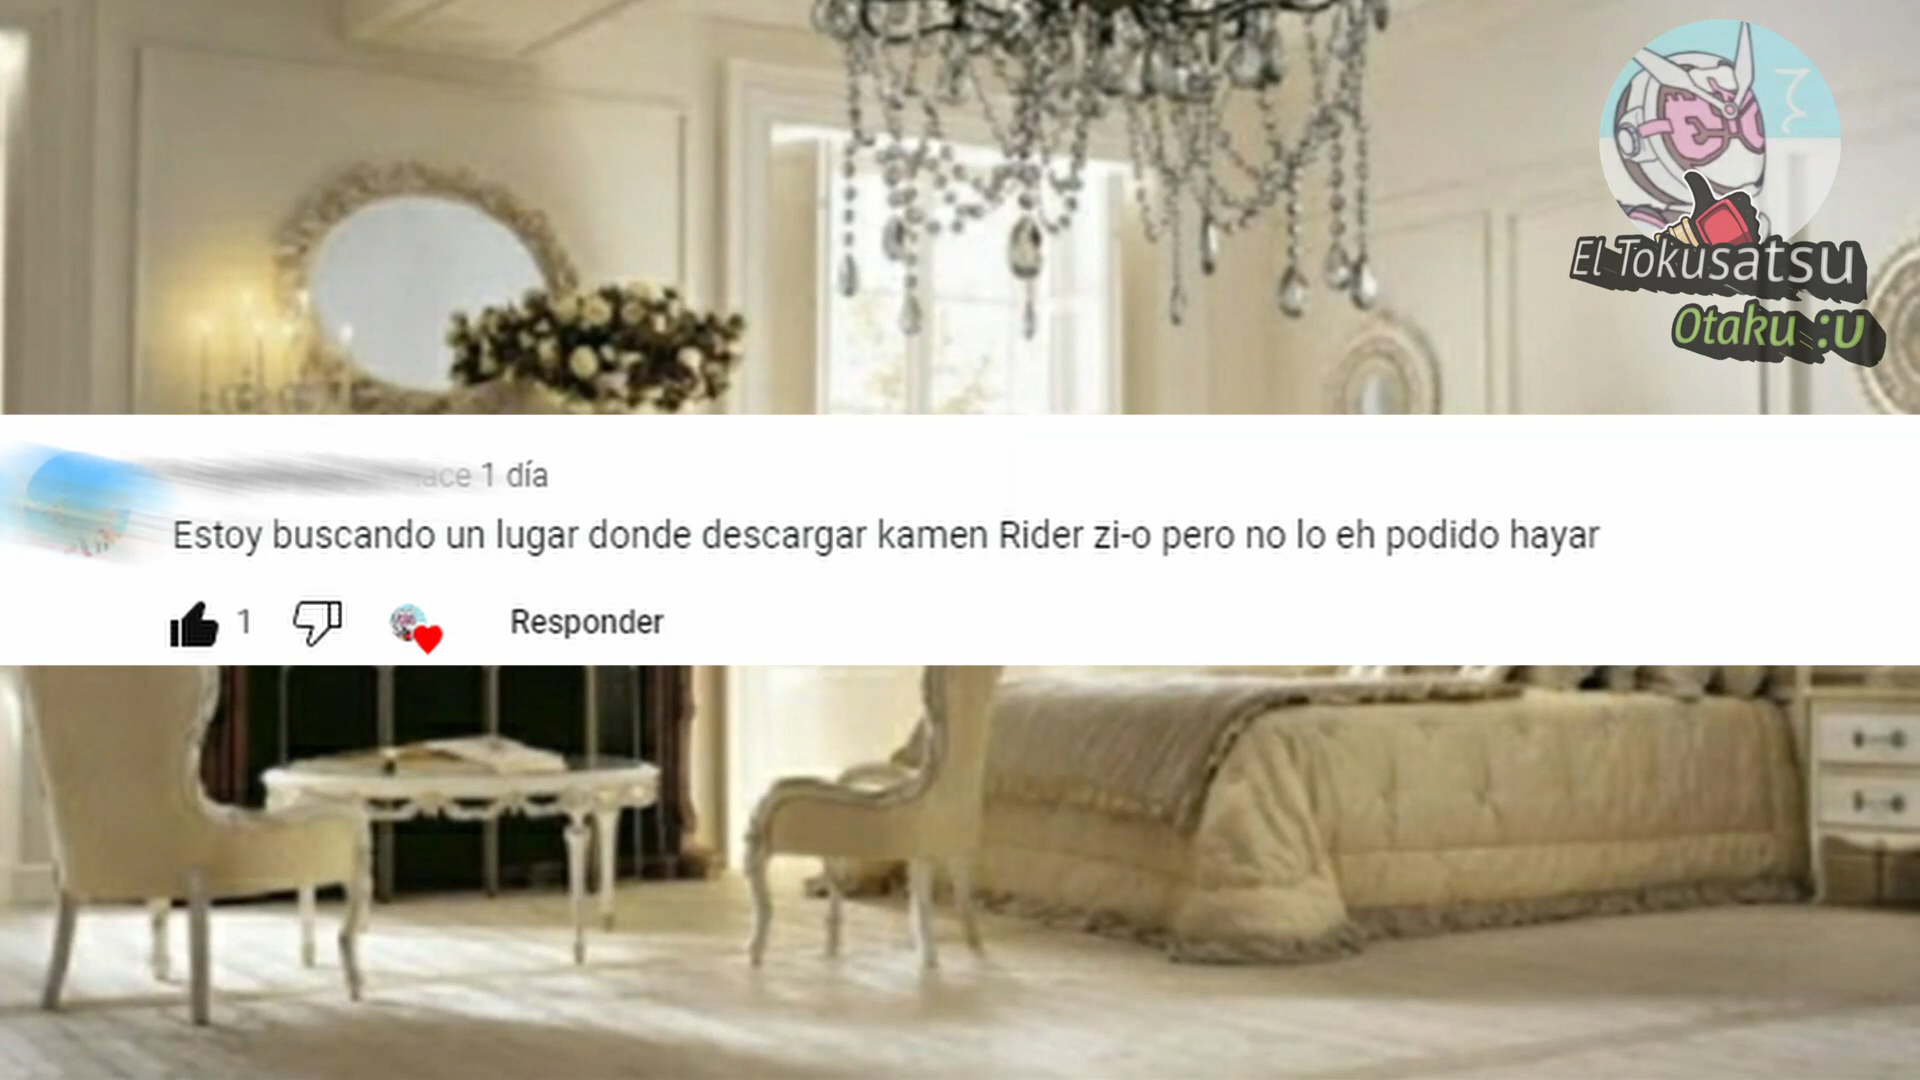 El Tokusatsu
Otaku :v
1 día
Estoy buscando un lugar donde descargar kamen Rider zi-o pero no lo eh podido hayar
1
Responder